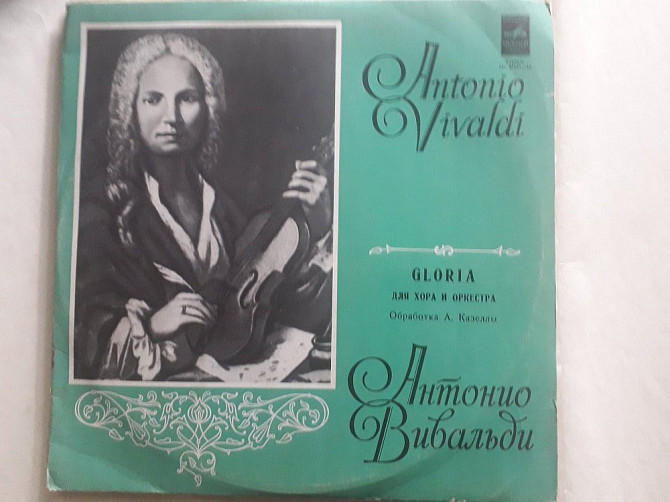 Antonio
Vivaldi
GLORIA
ДЛЯ ХОРА И ОРКЕСТРА
Обработка А. Казеллы
Антонио
Вивальди